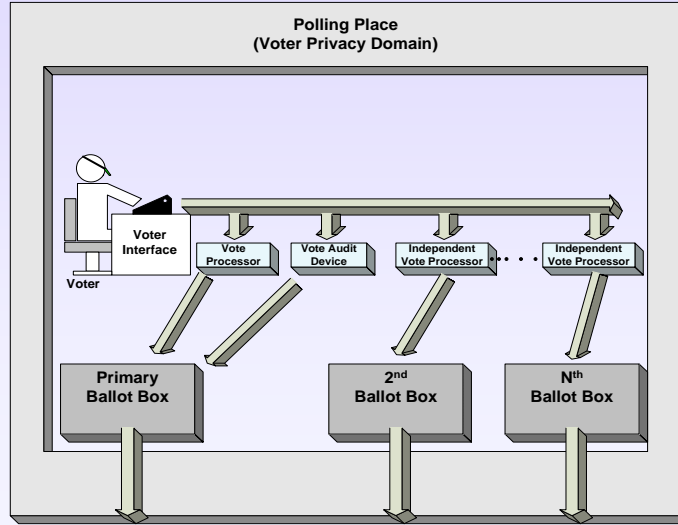 Polling Place
(Voter Privacy Domain)
Voter
Interface
Voter
Vote
Processor
Vote Audit
Device
Independent
Vote Processor
• • • •
Independent
Vote Processor
Primary
Ballot Box
2nd
Ballot Box
Nth
Ballot Box